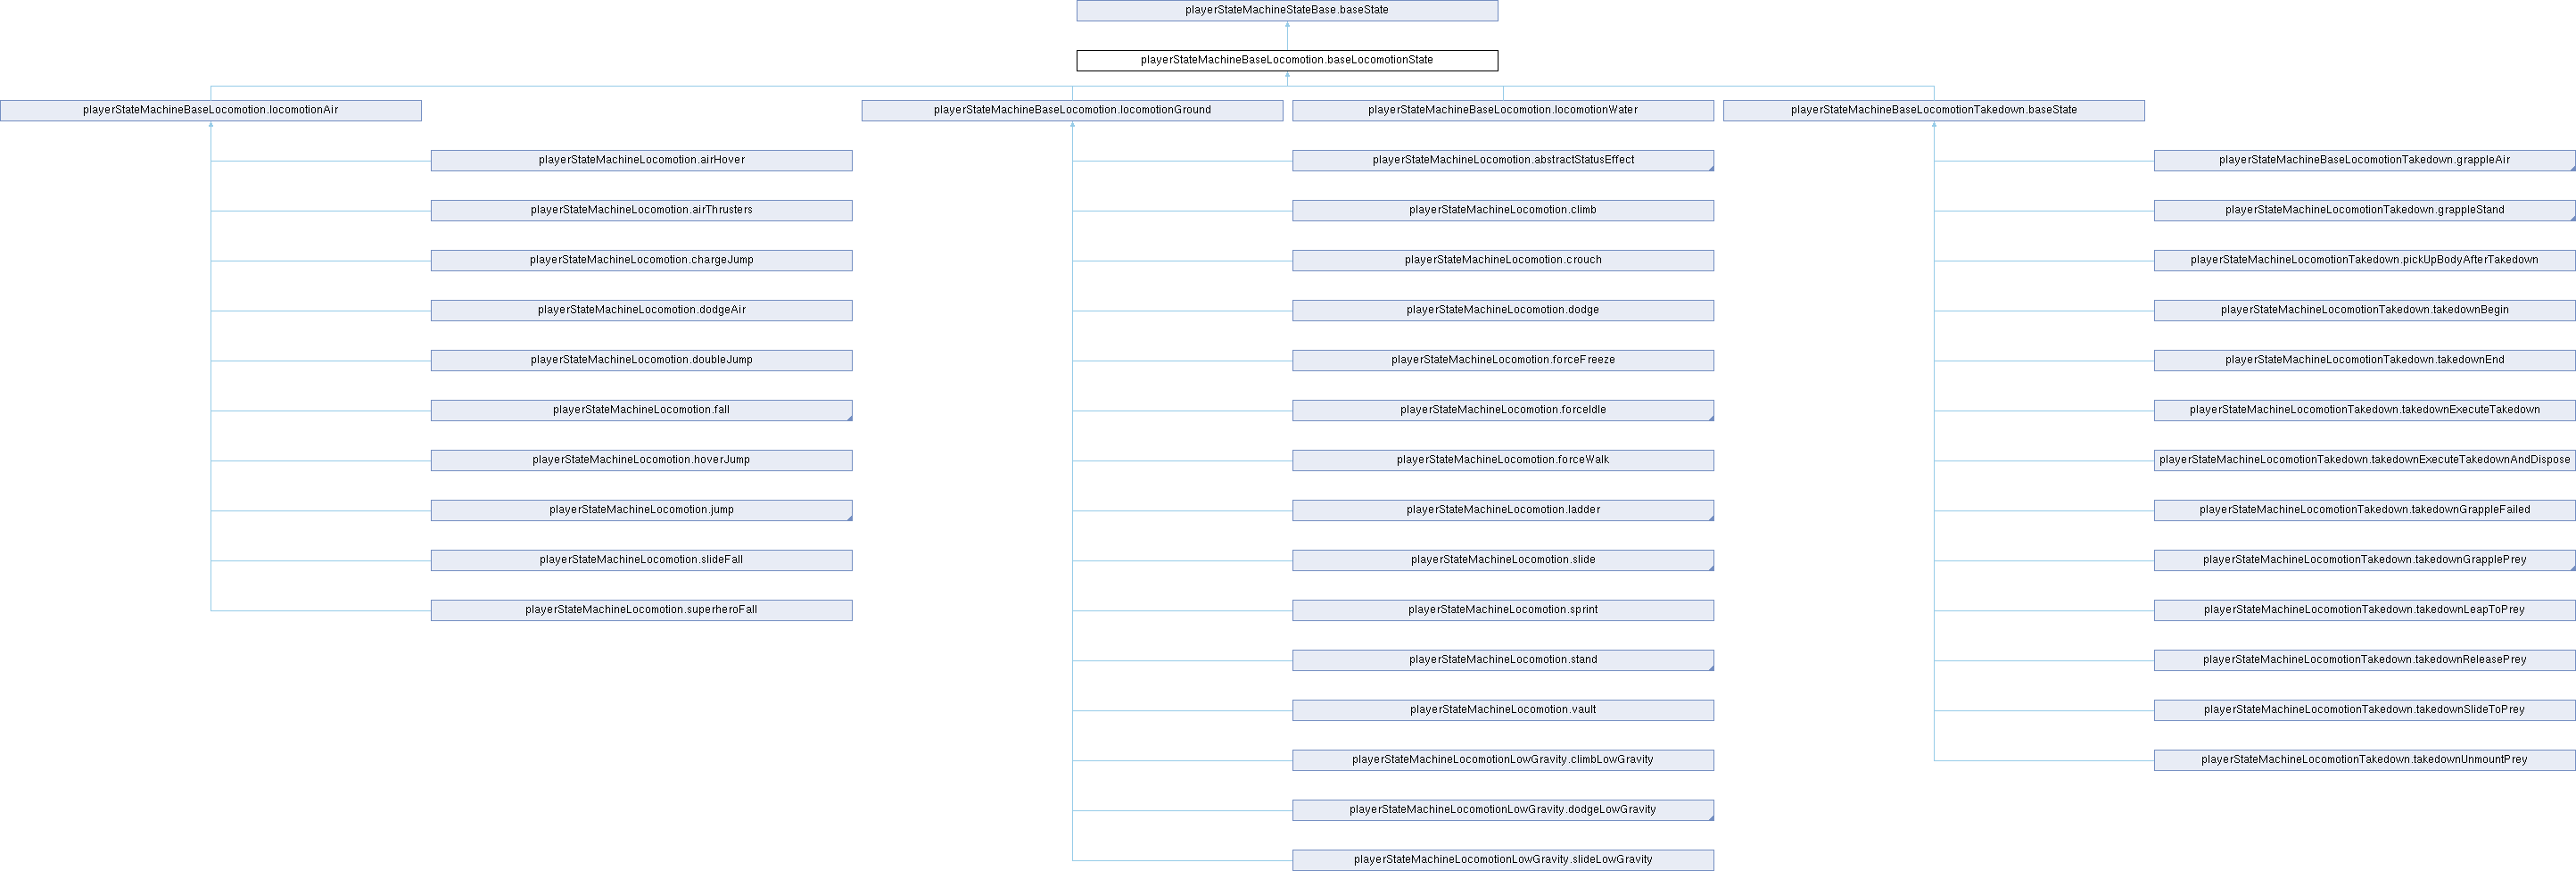 playerStateMachineStateBase.baseState
playerStateMachineBaseLocomotion.baseLocomotionState
playerStateMachineBaseLocomotion.locomotionAir
playerStateMachineBaseLocomotion.locomotionGround
playerStateMachineBaseLocomotion.locomotionWater
playerStateMachineBaseLocomotionTakedown.baseState
playerStateMachineLocomotion.airHover
playerStateMachineLocomotion.abstractStatusEffect
playerStateMachineBaseLocomotionTakedown.grappleAir
playerStateMachineLocomotion.airThrusters
playerStateMachineLocomotion.climb
playerStateMachineLocomotionTakedown.grappleStand
playerStateMachineLocomotion.chargeJump
playerStateMachineLocomotion.crouch
playerStateMachineLocomotionTakedown.pickUpBodyAfterTakedown
playerStateMachineLocomotion.dodgeAir
playerStateMachineLocomotion.dodge
playerStateMachineLocomotionTakedown.takedownBegin
playerStateMachineLocomotion.doubleJump
playerStateMachineLocomotion.forceFreeze
playerStateMachineLocomotionTakedown.takedownEnd
playerStateMachineLocomotion.fall
playerStateMachineLocomotion.forceIdle
playerStateMachineLocomotionTakedown.takedownExecuteTakedown
playerStateMachineLocomotion.hoverJump
playerStateMachineLocomotion.forceWalk
playerStateMachineLocomotionTakedown.takedownExecuteTakedownAndDispose
playerStateMachineLocomotion.jump
playerStateMachineLocomotion.ladder
playerStateMachineLocomotionTakedown.takedownGrappleFailed
playerStateMachineLocomotion.slideFall
playerStateMachineLocomotion.slide
playerStateMachineLocomotionTakedown.takedownGrapplePrey
playerStateMachineLocomotion.superheroFall
playerStateMachineLocomotion.sprint
playerStateMachineLocomotionTakedown.takedownLeapToPrey
playerStateMachineLocomotion.stand
playerStateMachineLocomotionTakedown.takedownReleasePrey
playerStateMachineLocomotion.vault
playerStateMachineLocomotionTakedown.takedownSlideToPrey
playerStateMachineLocomotionLowGravity.climbLowGravity
playerStateMachineLocomotionTakedown.takedownUnmountPrey
playerStateMachineLocomotionLowGravity.dodgeLowGravity
playerStateMachineLocomotionLowGravity.slideLowGravity